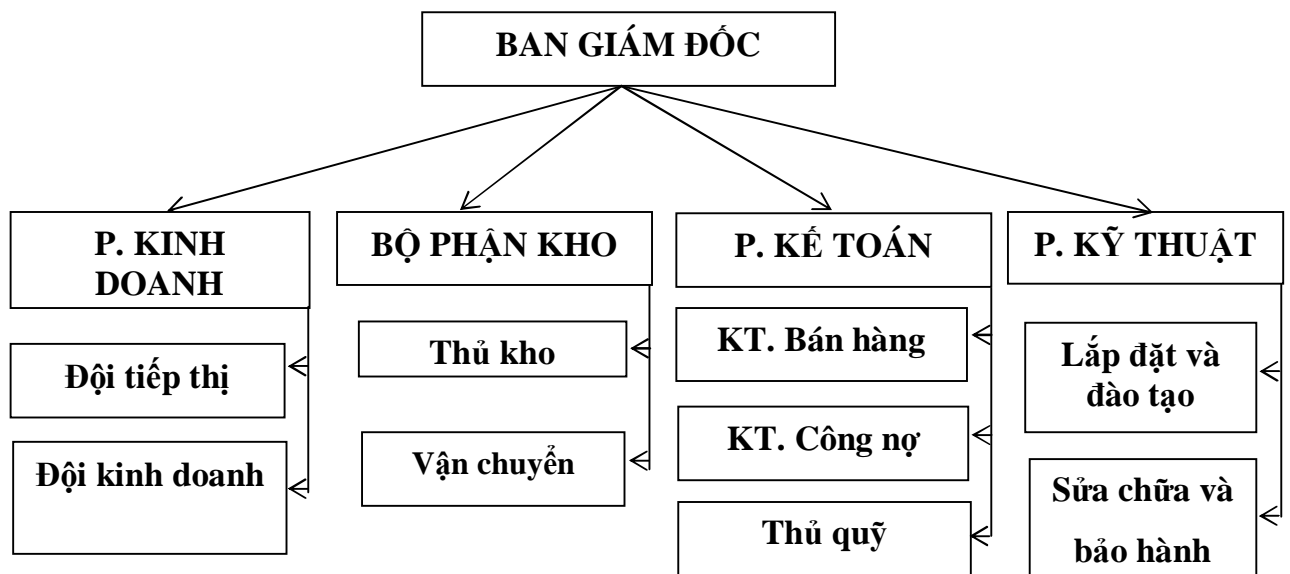 BAN GIÁM ĐỐC
P. KINH
DOANH
Đội tiếp thị
Đội kinh doanh
BỘ PHẬN KHO
Thủ kho
Vận chuyển
P. KẾ TOÁN
KT. Bán hàng
KT. Công nợ
Thủ quỹ
P. KỸ THUẬT
Lắp đặt và
đào tạo
Sửa chữa và
bảo hành